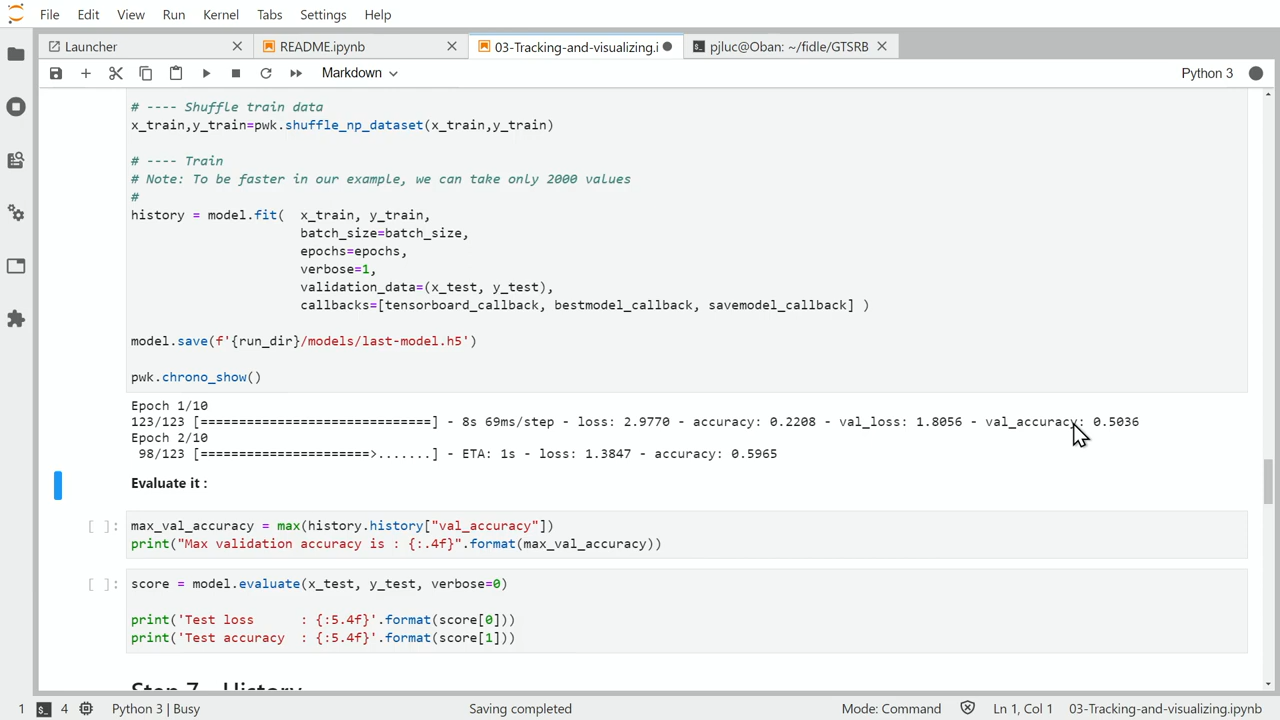 File Edit View Run Kernel Tabs Settings Help
Launcher README.ipynb 03-Tracking-and-visualizing.i pjluc@Oban: ~/fidle/GTSRB
Markdown Python 3
# ---- Shuffle train data
x_train,y_train=pwk.shuffle_np_dataset(x_train,y_train)
# ---- Train
# Note: To be faster in our example, we can take only 2000 values
#
history = model.fit(  x_train, y_train,
batch_size=batch_size,
epochs=epochs,
verbose=1,
validation_data=(x_test, y_test),
callbacks=[tensorboard_callback, bestmodel_callback, savemodel_callback] )
model.save(f'{run_dir}/models/last-model.h5')
pwk.chrono_show()
Epoch 1/10
123/123 [==============================] - 8s 69ms/step - loss: 2.9770 - accuracy: 0.2208 - val_loss: 1.8056 - val_accuracy: 0.5036
Epoch 2/10
98/123 [======================>.......] - ETA: 1s - loss: 1.3847 - accuracy: 0.5965
Evaluate it :
[ ]: max_val_accuracy = max(history.history["val_accuracy"])
print("Max validation accuracy is : {:.4f}".format(max_val_accuracy))
[ ]: score = model.evaluate(x_test, y_test, verbose=0)
print('Test loss      : {:5.4f}'.format(score[0]))
print('Test accuracy  : {:5.4f}'.format(score[1]))
Step 7 - History
1 4 Python 3 | Busy Saving completed Mode: Command Ln 1, Col 1 03-Tracking-and-visualizing.ipynb